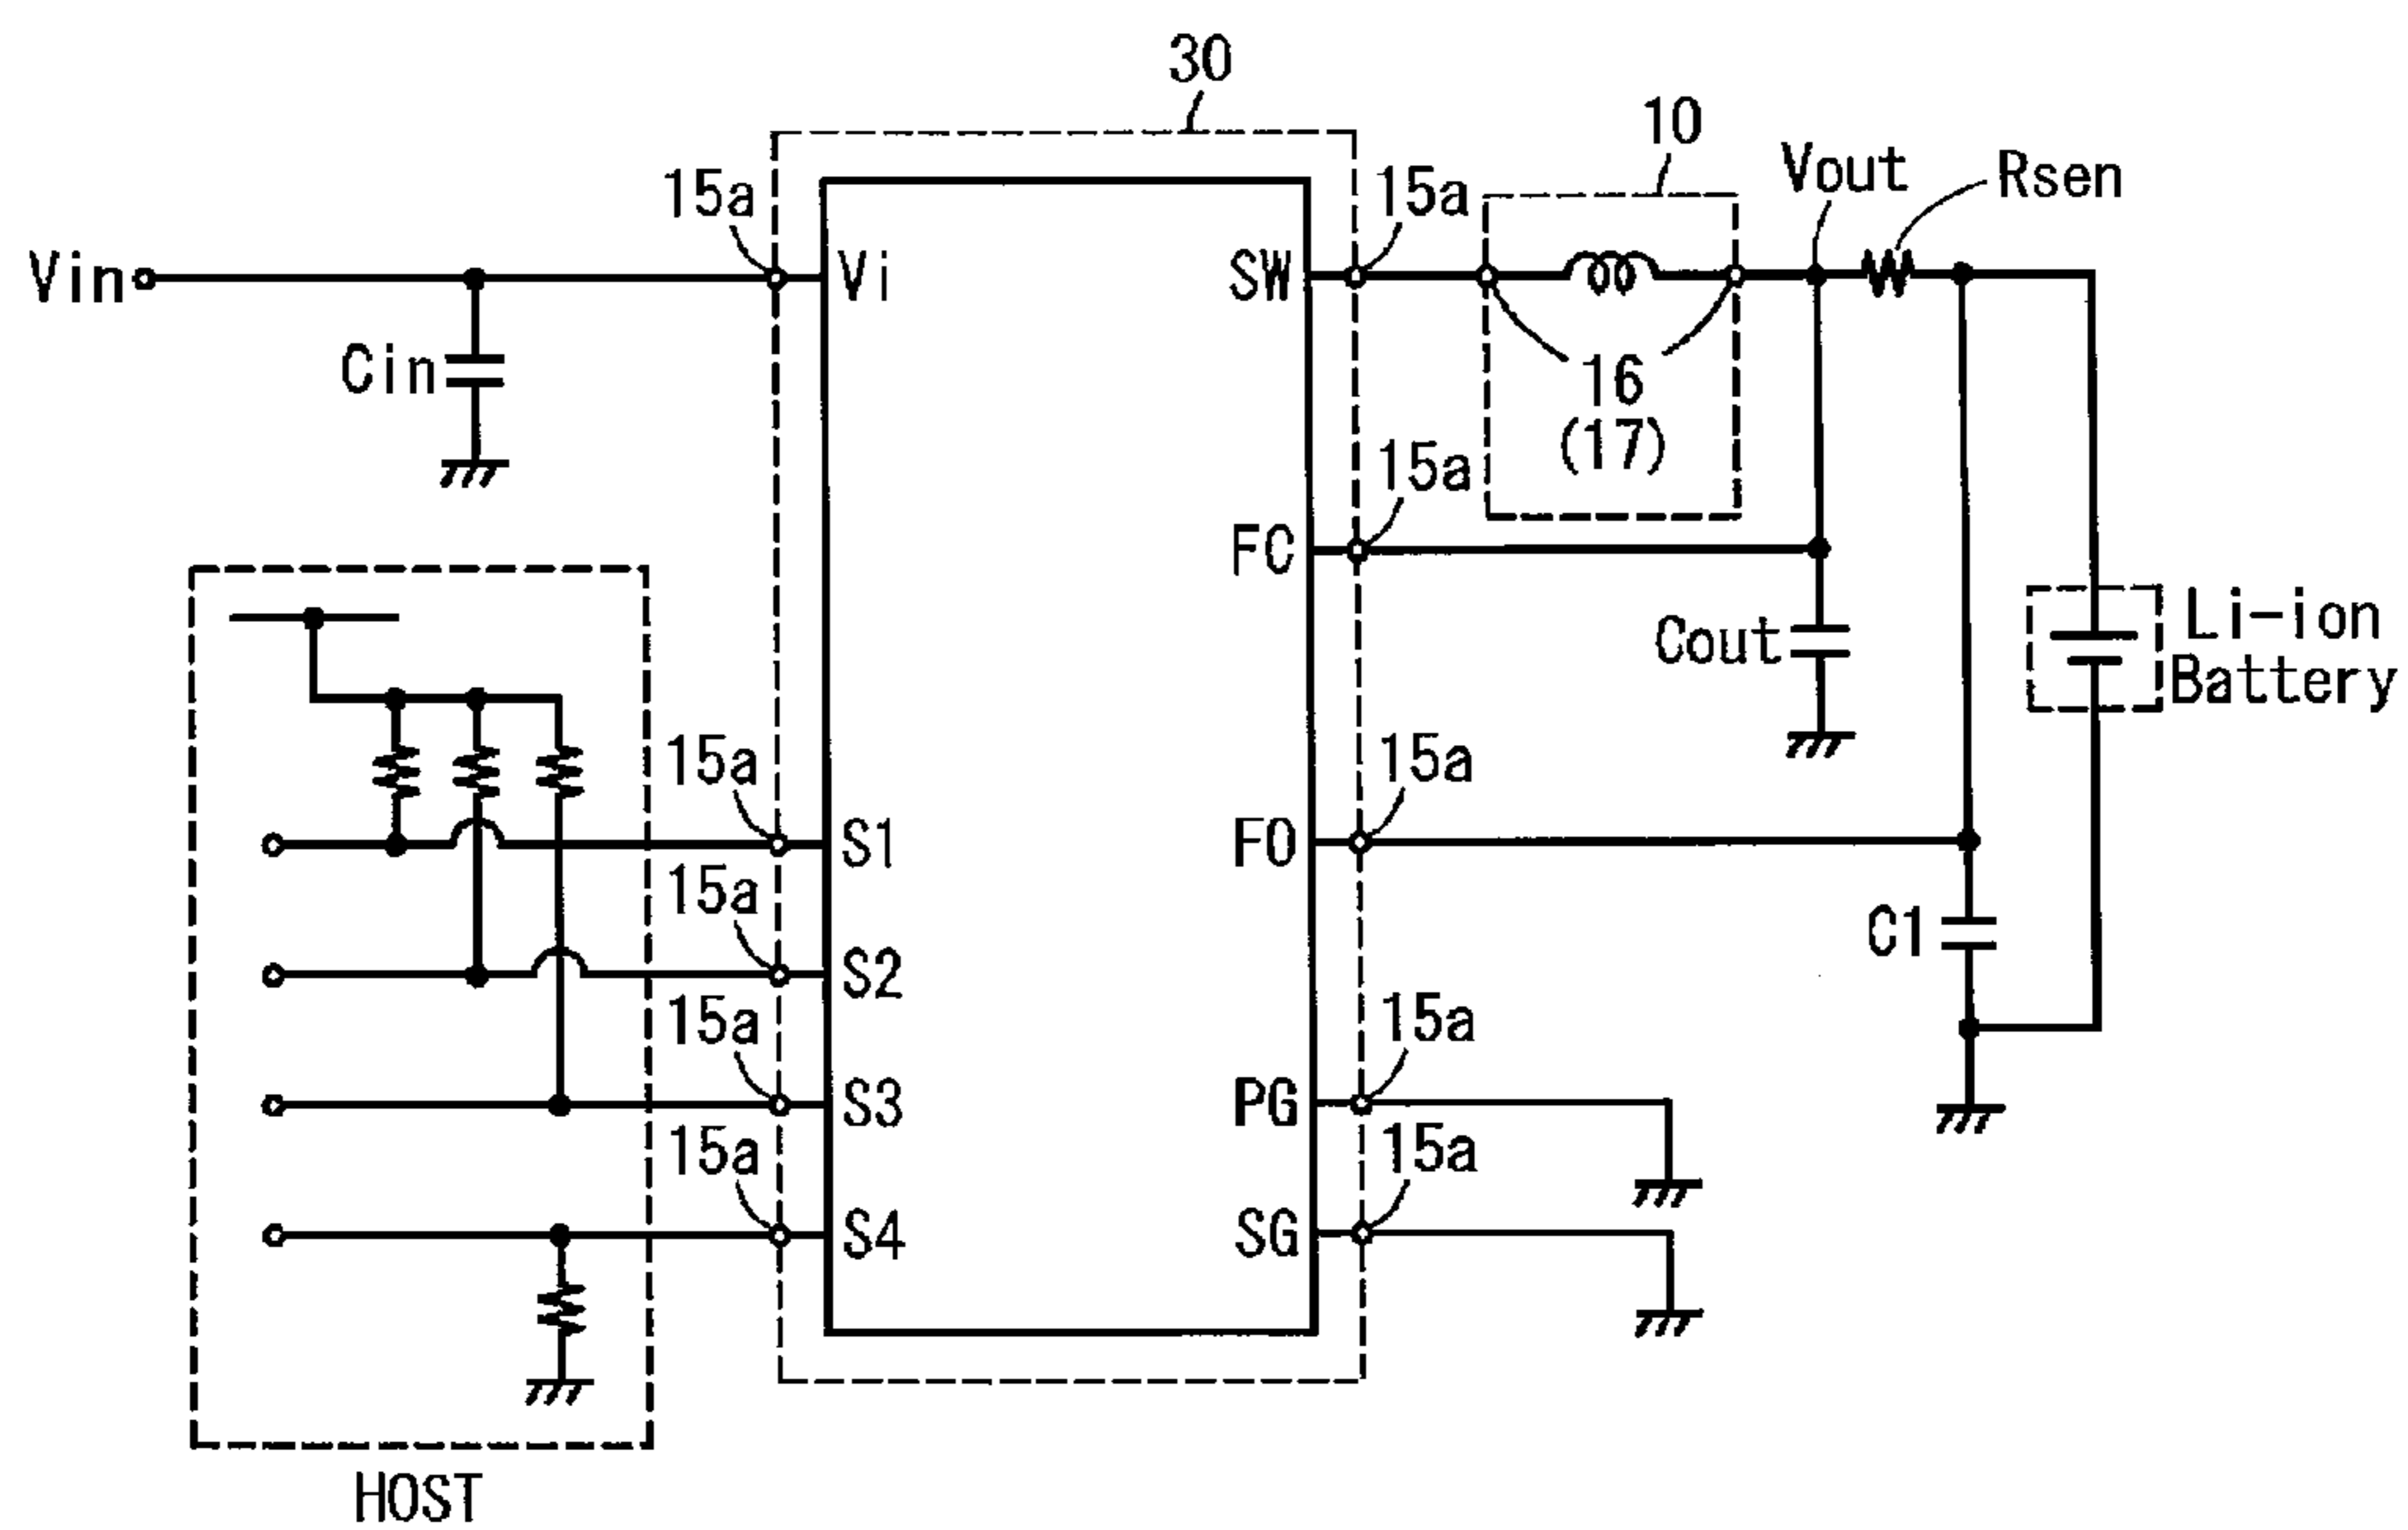 30
10
15a
15a
Vout
Rsen
Vin
Vi
SW
Cin
16
(17)
15a
FC
Cout
Li-ion
Battery
15a
15a
S1
FO
15a
C1
S2
15a
15a
S3
PG
15a
15a
S4
SG
HOST